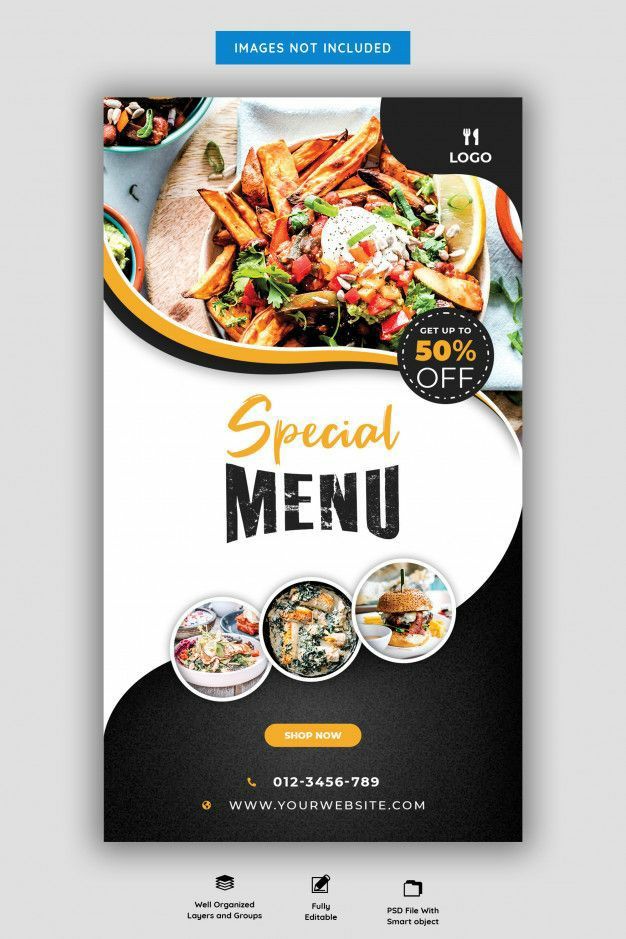 IMAGES NOT INCLUDED
LOGO
GET UP TO
50%
OFF
Special
MENU
SHOP NOW
012-3456-789
WWW.YOURWEBSITE.COM
Well Organized
Layers and Groups
Fully
Editable
PSD File With
Smart object